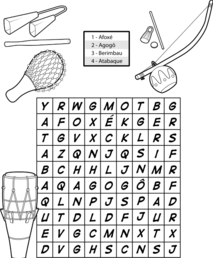 1 - Afoxé
2 - Agogô
3 - Berimbau
4 - Atabaque
Y R W G M O T B G
A F O X É K G E R
T G V X C K L R S
A Z Q N J Q S I F
B C H H L J N M R
A Q A G O G Ô B F
Q L N P J S P A D
U T D L D F J U R
E V G C M N X T X
D V G H S C N S J